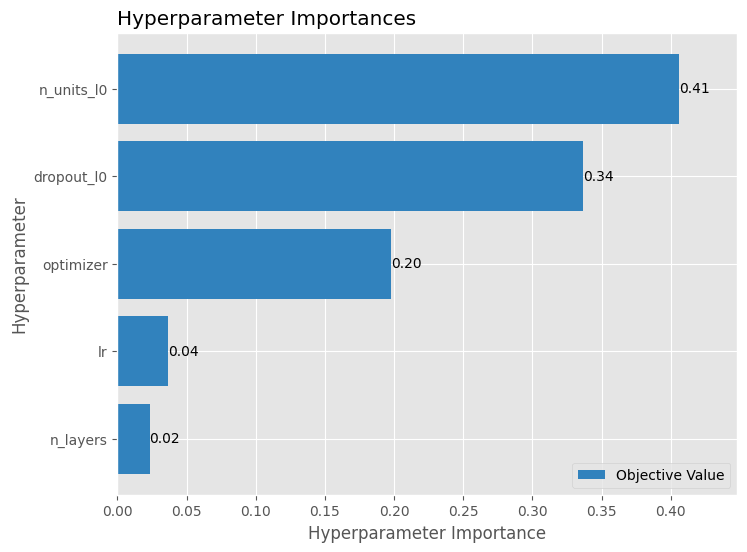 Hyperparameter Importances
Hyperparameter
n_units_l0
0.41
dropout_l0
0.34
optimizer
0.20
lr
0.04
n_layers
0.02
Objective Value
0.00 0.05 0.10 0.15 0.20 0.25 0.30 0.35 0.40
Hyperparameter Importance